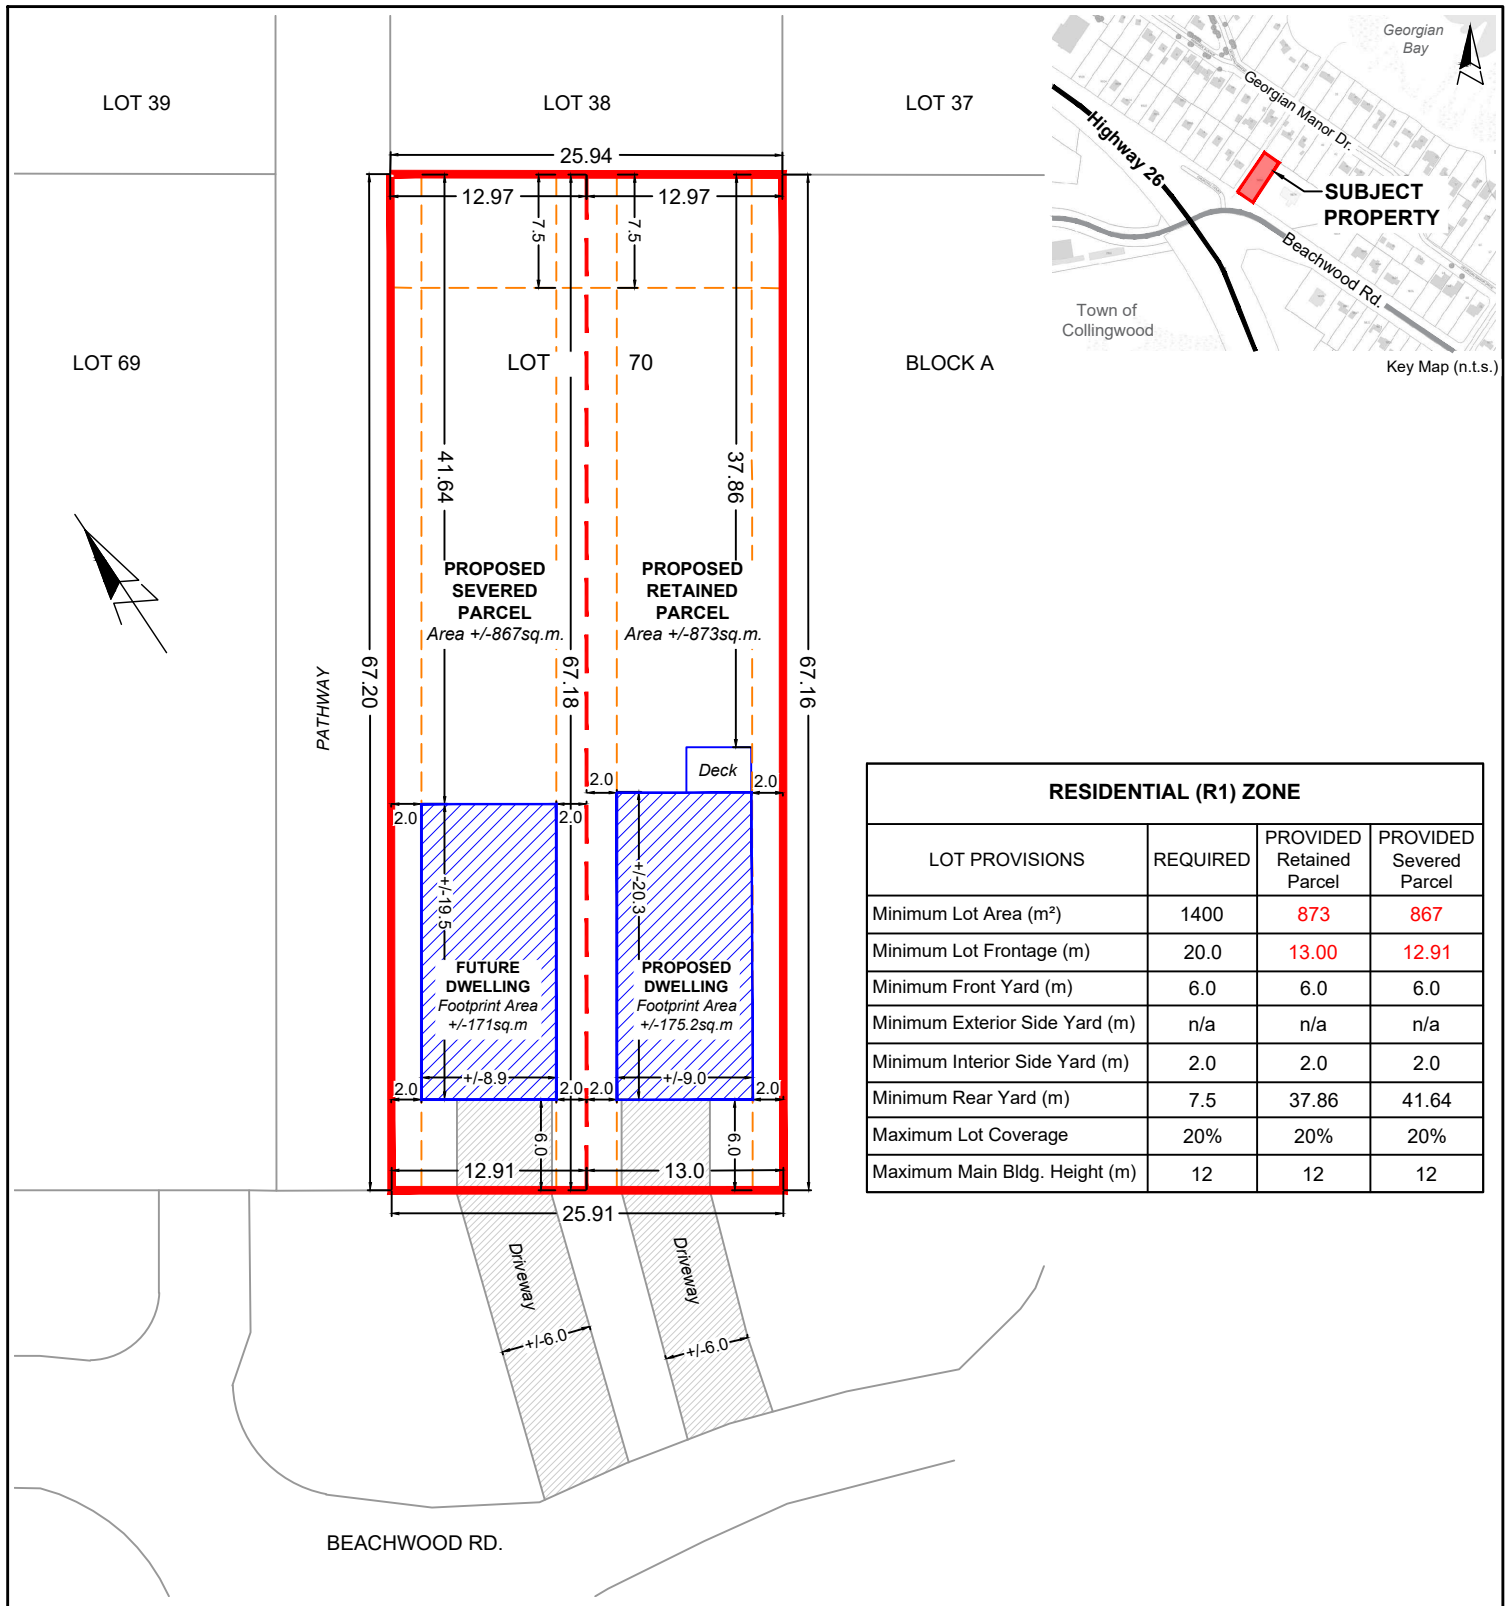 LOT 39
LOT 38
LOT 37
25.94
12.97
12.97
7.5
7.5
LOT 69
LOT 70
BLOCK A
41.64
37.86
PROPOSED
SEVERED
PARCEL
Area +/-867sq.m.
PROPOSED
RETAINED
PARCEL
Area +/-873sq.m.
67.20
67.18
67.16
PATHWAY
Deck
2.0
2.0
2.0
2.0
+/-19.5
+/-20.3
FUTURE
DWELLING
Footprint Area
+/-171sq.m
PROPOSED
DWELLING
Footprint Area
+/-175.2sq.m
+/-8.9
+/-9.0
2.0
2.0
2.0
2.0
6.0
6.0
12.91
13.0
25.91
Driveway
Driveway
+/-6.0
+/-6.0
BEACHWOOD RD.
Georgian
Bay
Georgian Manor Dr.
Highway 26
SUBJECT
PROPERTY
Beachwood Rd.
Town of
Collingwood
Key Map (n.t.s.)
RESIDENTIAL (R1) ZONE
LOT PROVISIONS REQUIRED PROVIDED Retained Parcel PROVIDED Severed Parcel
Minimum Lot Area (m²) 1400 873 867
Minimum Lot Frontage (m) 20.0 13.00 12.91
Minimum Front Yard (m) 6.0 6.0 6.0
Minimum Exterior Side Yard (m) n/a n/a n/a
Minimum Interior Side Yard (m) 2.0 2.0 2.0
Minimum Rear Yard (m) 7.5 37.86 41.64
Maximum Lot Coverage 20% 20% 20%
Maximum Main Bldg. Height (m) 12 12 12